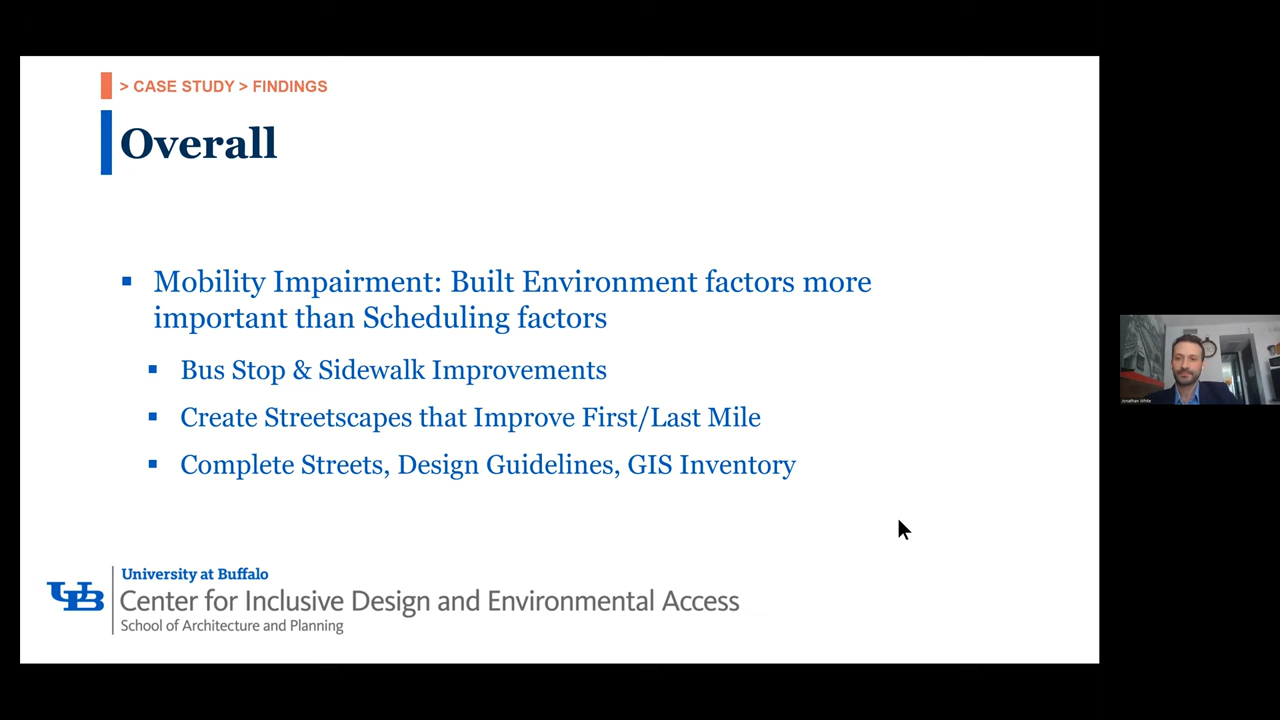 > CASE STUDY > FINDINGS
Overall
▪ Mobility Impairment: Built Environment factors more
important than Scheduling factors
▪ Bus Stop & Sidewalk Improvements
▪ Create Streetscapes that Improve First/Last Mile
▪ Complete Streets, Design Guidelines, GIS Inventory
Jonathan White
UB
University at Buffalo
Center for Inclusive Design and Environmental Access
School of Architecture and Planning